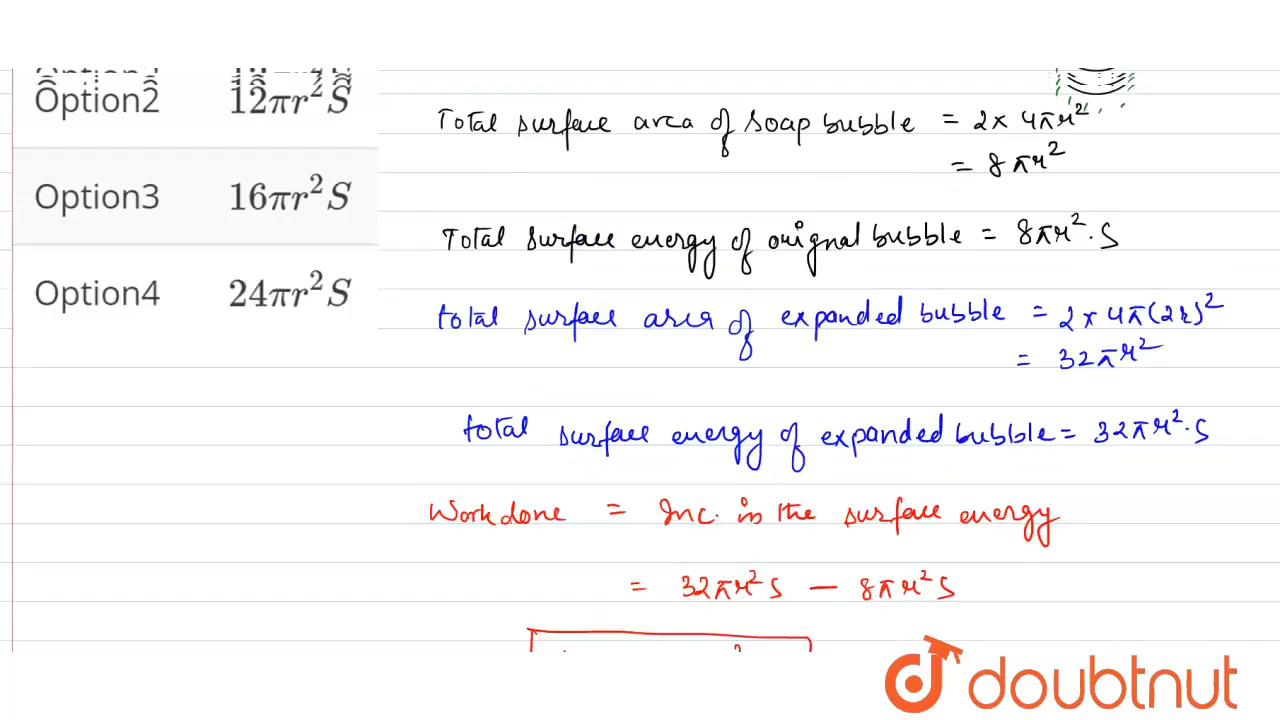 Option2 12πr²S
Option3 16πr²S
Option4 24πr²S
Total surface area of soap bubble = 2 × 4πr²
= 8πr²
Total surface energy of orignal bubble = 8πr².S
total surface area of expanded bubble = 2 × 4π(2r)²
= 32πr²
total surface energy of expanded bubble = 32πr².S
Workdone = Inc. in the surface energy
= 32πr²S — 8πr²S
doubtnut